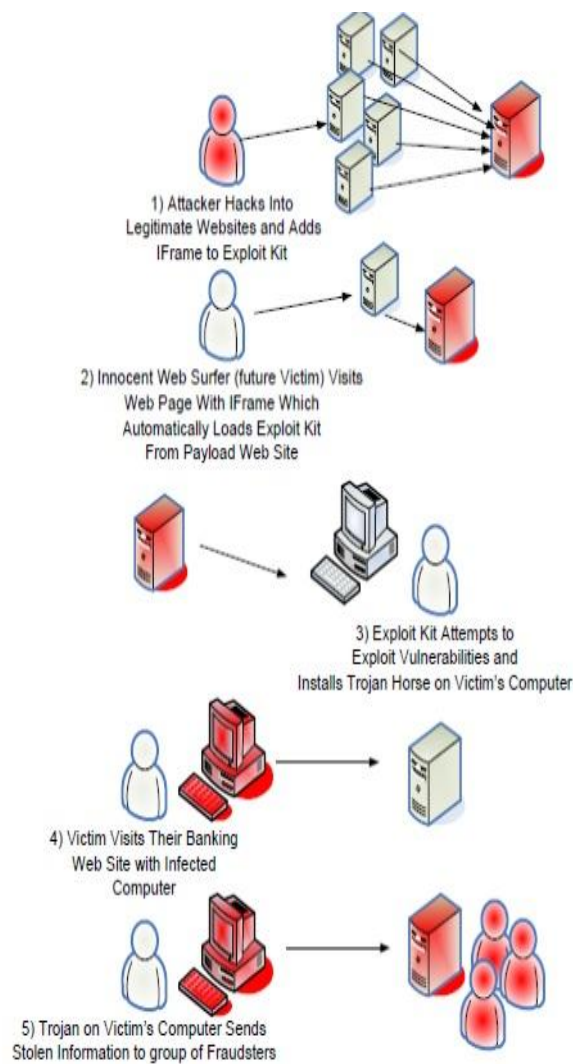 1) Attacker Hacks Into
Legitimate Websites and Adds
IFrame to Exploit Kit
2) Innocent Web Surfer (future Victim) Visits
Web Page With IFrame Which
Automatically Loads Exploit Kit
From Payload Web Site
3) Exploit Kit Attempts to
Exploit Vulnerabilities and
Installs Trojan Horse on Victim's Computer
4) Victim Visits Their Banking
Web Site with Infected
Computer
5) Trojan on Victim's Computer Sends
Stolen Information to group of Fraudsters